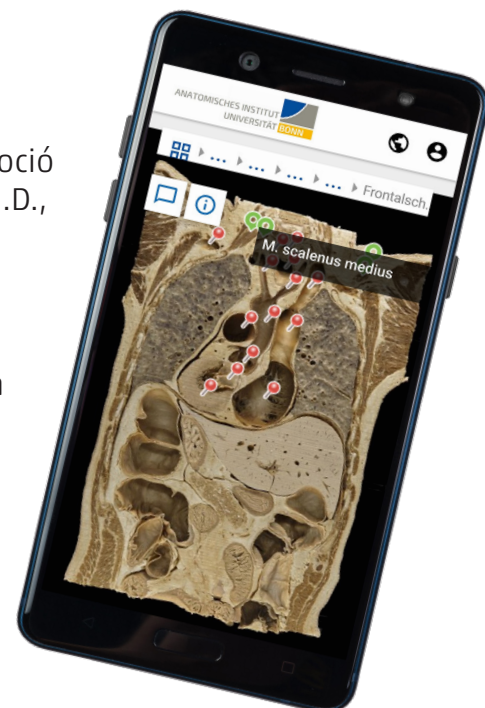 oció
.D.,
ANATOMISCHES INSTITUT
UNIVERSITÄT BONN
... ... ... ... Frontalsch.
M. scalenus medius